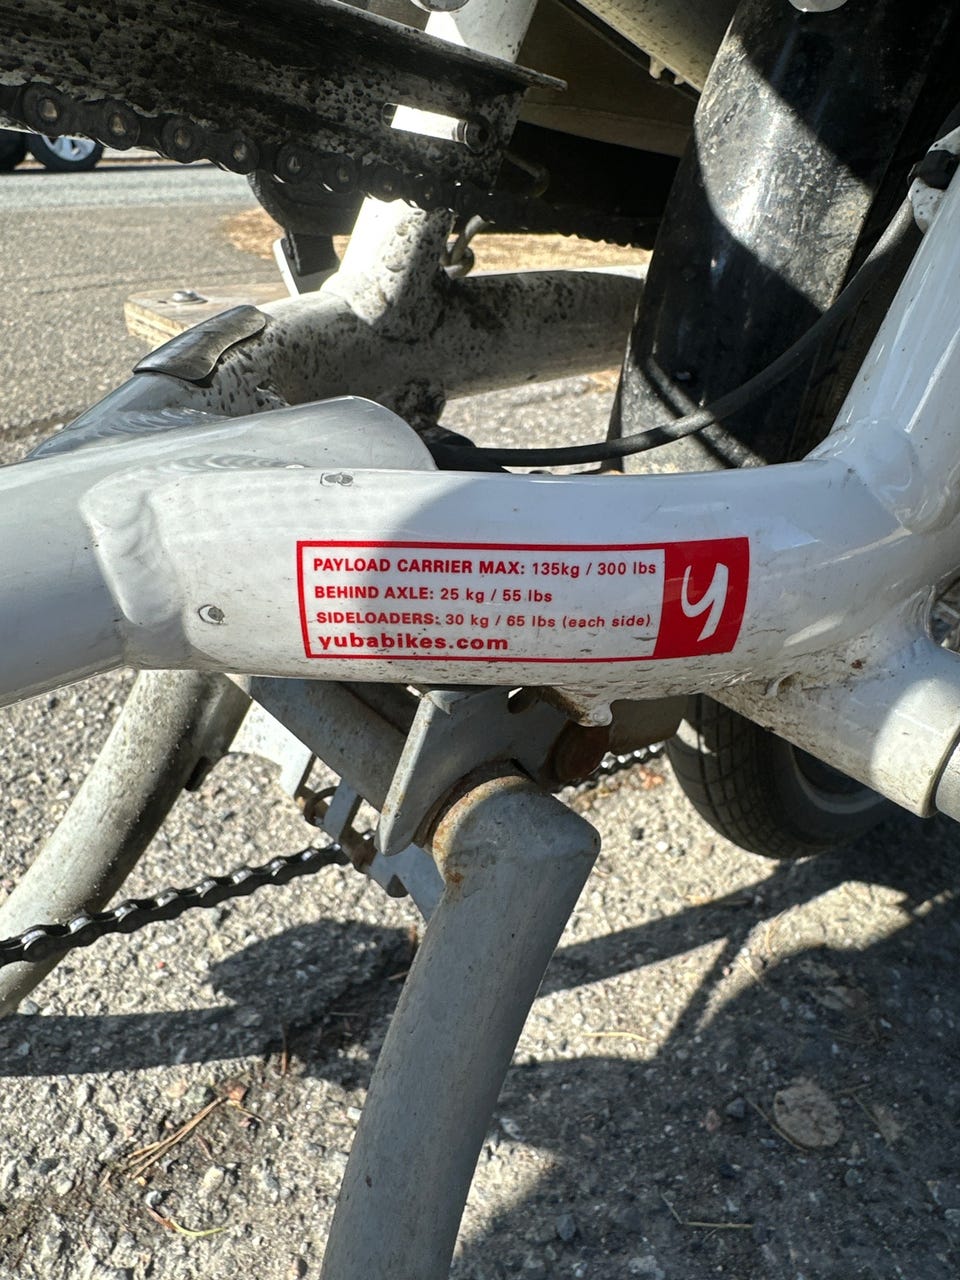 PAYLOAD CARRIER MAX: 135kg / 300 lbs
BEHIND AXLE: 25 kg / 55 lbs
SIDELOADERS: 30 kg / 65 lbs (each side)
yubabikes.com
y